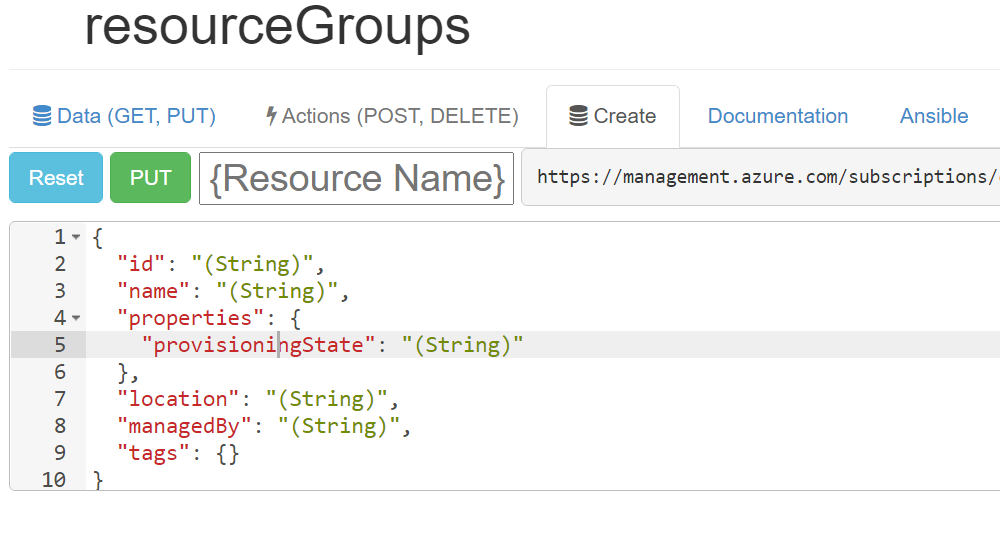 resourceGroups
Data (GET, PUT) Actions (POST, DELETE) Create Documentation Ansible
Reset PUT {Resource Name} https://management.azure.com/subscriptions/
1 {
2 "id": "(String)",
3 "name": "(String)",
4 "properties": {
5 "provisioningState": "(String)"
6 },
7 "location": "(String)",
8 "managedBy": "(String)",
9 "tags": {}
10 }